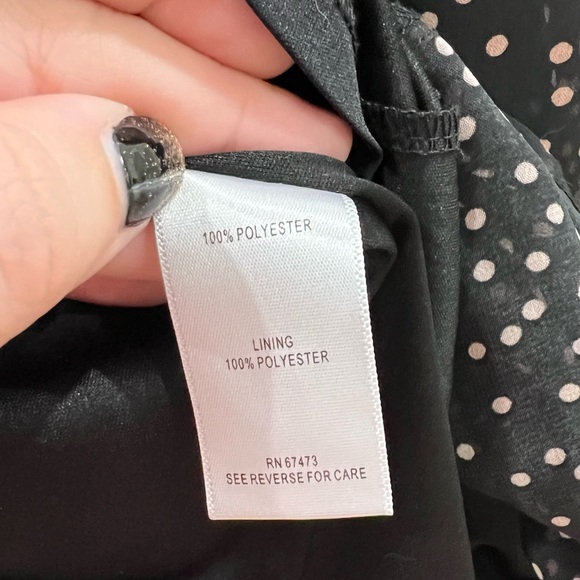 100% POLYESTER
LINING
100% POLYESTER
RN 67473
SEE REVERSE FOR CARE